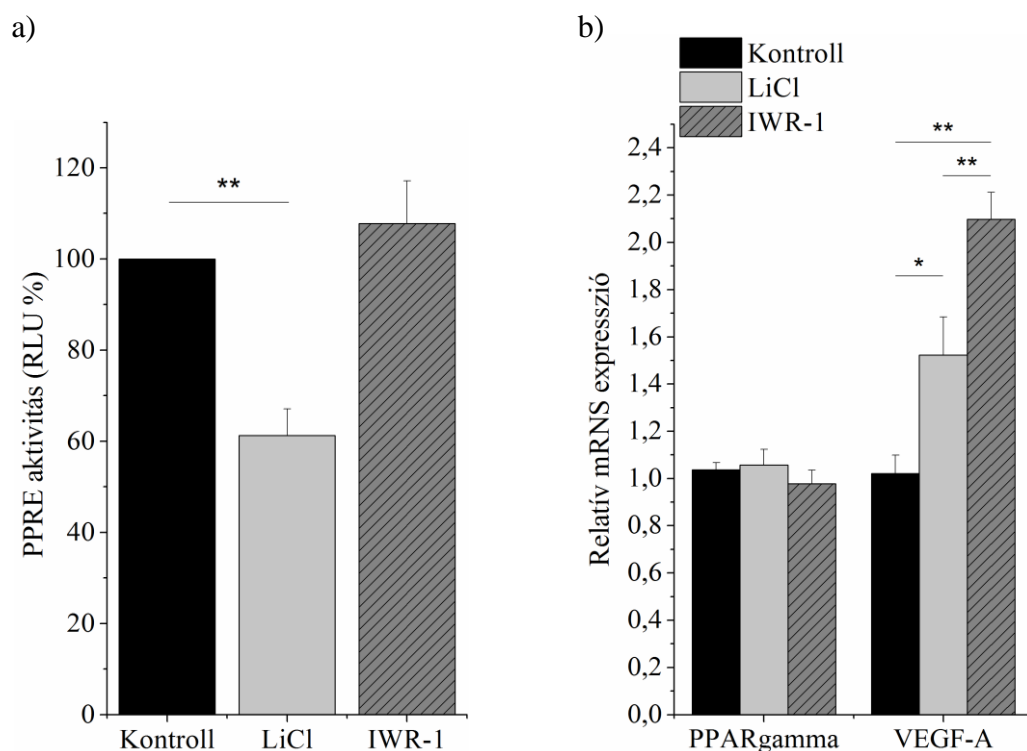 a)
PPRE aktivitás (RLU %)
120
100
80
60
40
20
0
**
Kontroll LiCl IWR-1
b)
Kontroll
LiCl
IWR-1
Relatív mRNS expresszió
2,4
2,2
2,0
1,8
1,6
1,4
1,2
1,0
0,8
0,6
0,4
0,2
0,0
**
**
*
PPARgamma VEGF-A